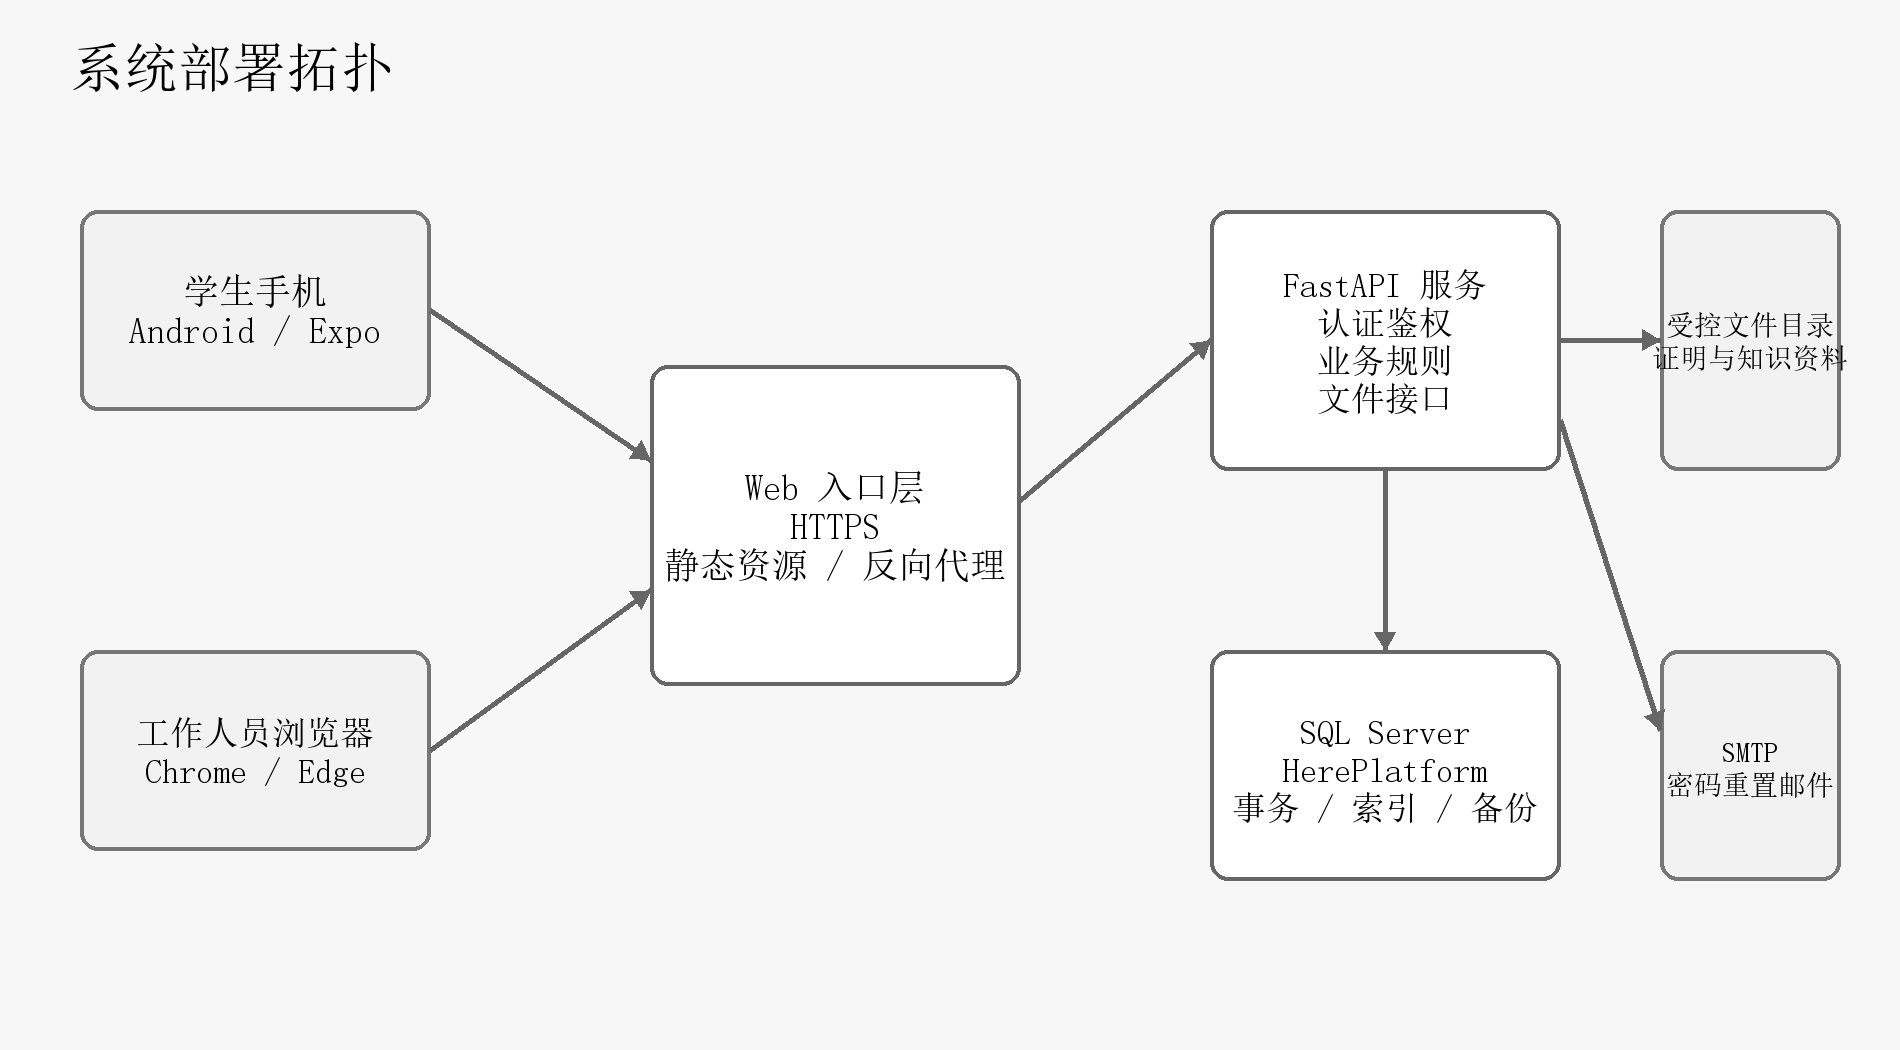 系统部署拓扑
学生手机
Android / Expo
工作人员浏览器
Chrome / Edge
Web 入口层
HTTPS
静态资源 / 反向代理
FastAPI 服务
认证鉴权
业务规则
文件接口
SQL Server
HerePlatform
事务 / 索引 / 备份
受控文件目录
证明与知识资料
SMTP
密码重置邮件